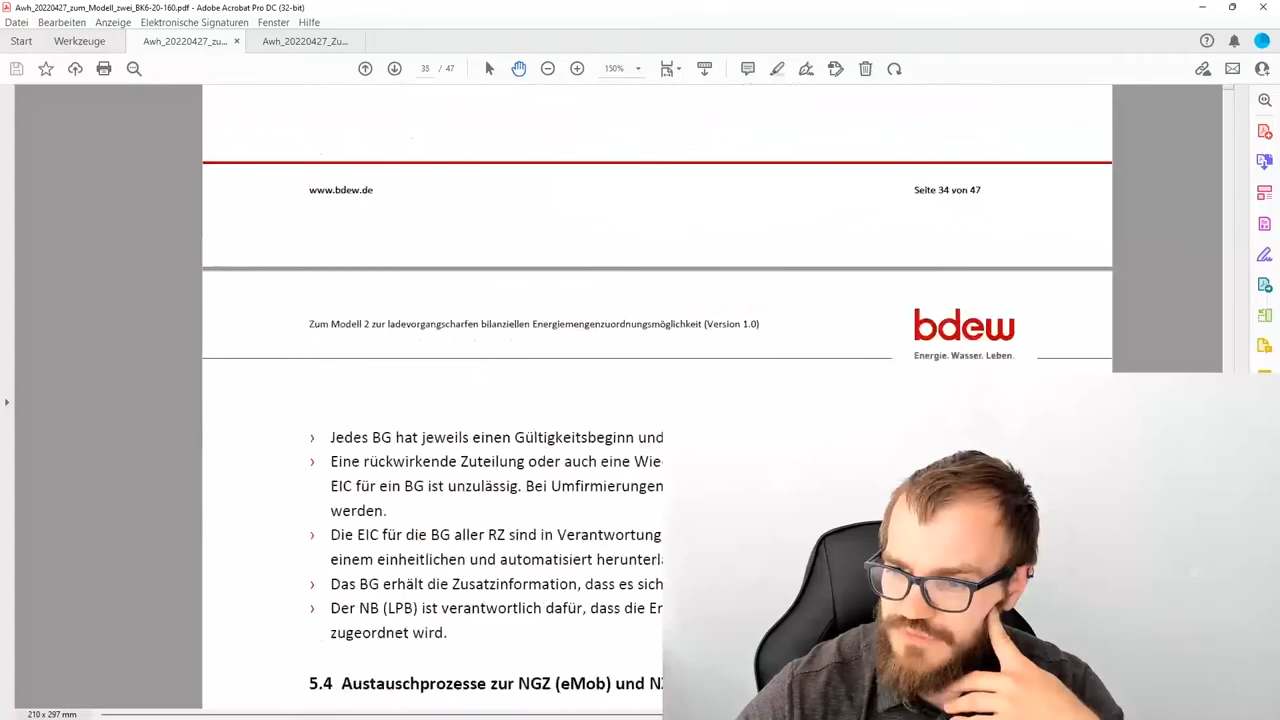 Awh_20220427_zum_Modell_zwei_BK6-20-160.pdf - Adobe Acrobat Pro DC (32-bit)
Datei Bearbeiten Anzeige Elektronische Signaturen Fenster Hilfe
Start Werkzeuge Awh_20220427_zu... × Awh_20220427_Zu...
38 / 47 150%
www.bdew.de Seite 34 von 47
Zum Modell 2 zur ladevorgangscharfen bilanziellen Energiemengenzuordnungsmöglichkeit (Version 1.0)
bdew
Energie. Wasser. Leben.
› Jedes BG hat jeweils einen Gültigkeitsbeginn und
› Eine rückwirkende Zuteilung oder auch eine Wie
EIC für ein BG ist unzulässig. Bei Umfirmierungen
werden.
› Die EIC für die BG aller RZ sind in Verantwortung
einem einheitlichen und automatisiert herunterla
› Das BG erhält die Zusatzinformation, dass es sich
› Der NB (LPB) ist verantwortlich dafür, dass die Er
zugeordnet wird.
5.4 Austauschprozesse zur NGZ (eMob) und NZ
210 x 297 mm